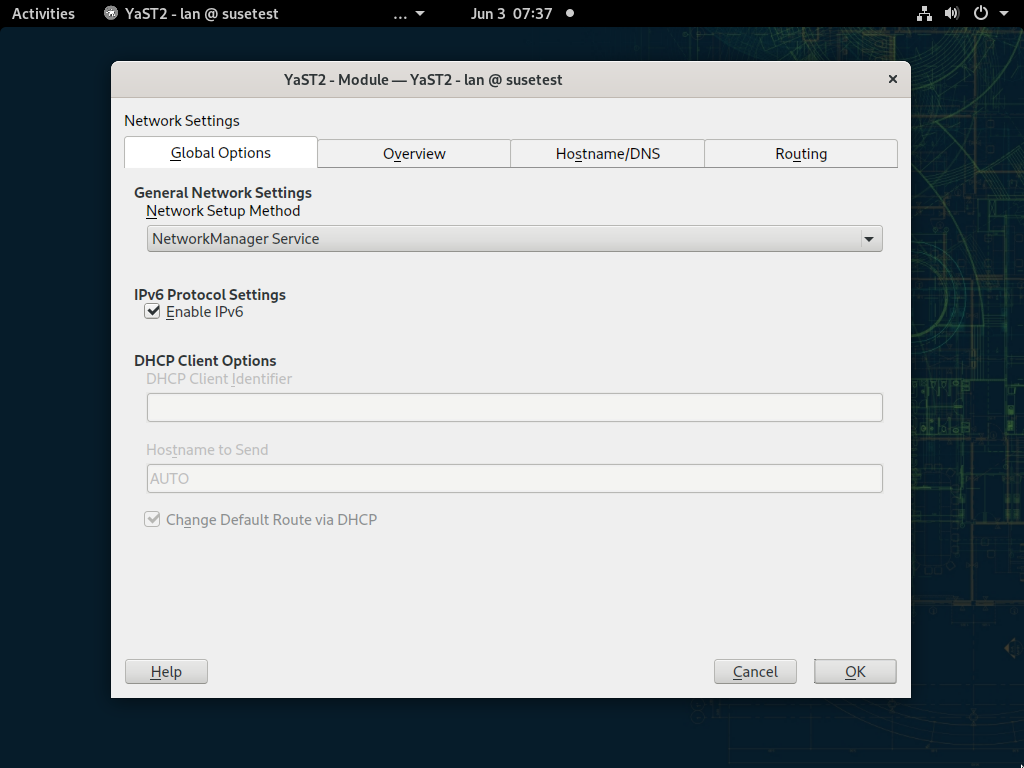 Activities YaST2 - lan @ susetest ... Jun 3 07:37
YaST2 - Module — YaST2 - lan @ susetest
Network Settings
Global Options Overview Hostname/DNS Routing
General Network Settings
Network Setup Method
NetworkManager Service
IPv6 Protocol Settings
Enable IPv6
DHCP Client Options
DHCP Client Identifier
Hostname to Send
AUTO
Change Default Route via DHCP
Help Cancel OK